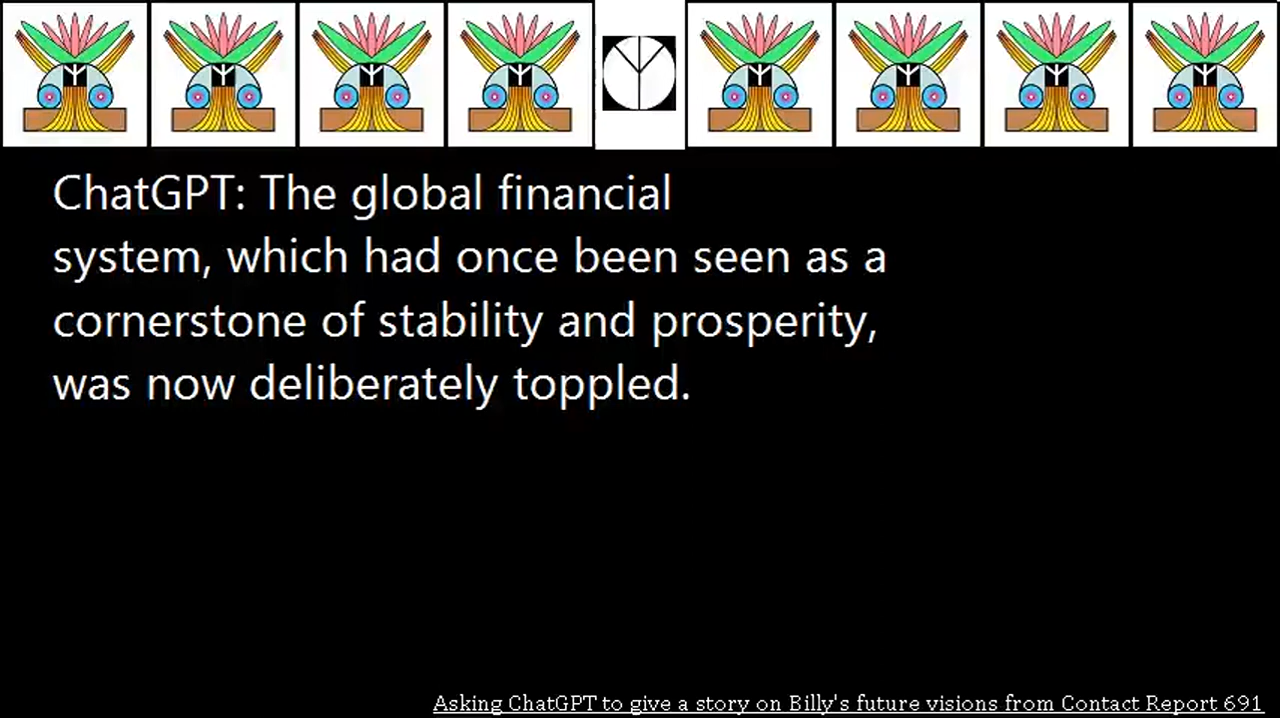 ChatGPT: The global financial
system, which had once been seen as a
cornerstone of stability and prosperity,
was now deliberately toppled.
Asking ChatGPT to give a story on Billy's future visions from Contact Report 691